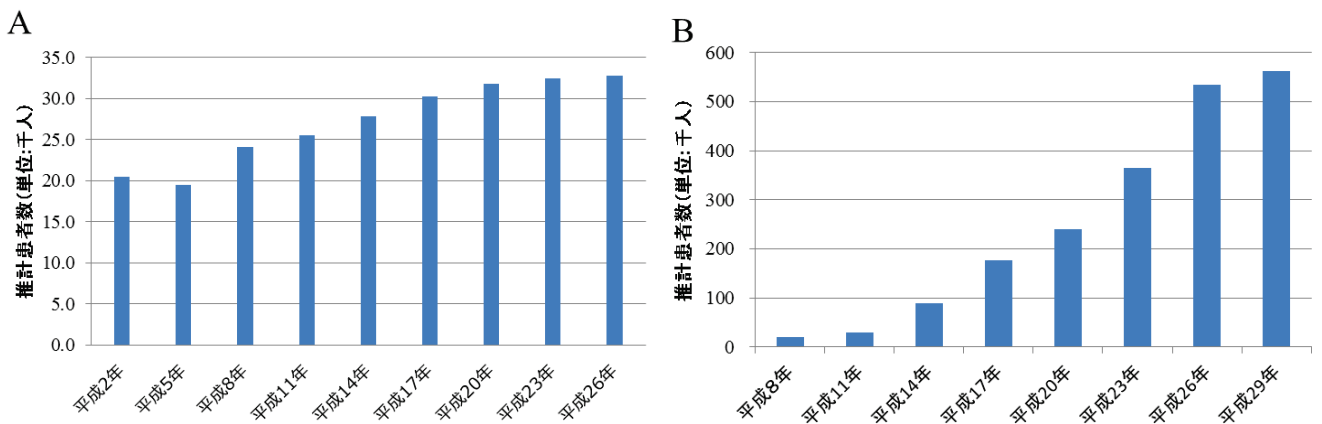 A
推計患者数(単位:千人)
35.0
30.0
25.0
20.0
15.0
10.0
5.0
0.0
平成2年
平成5年
平成8年
平成11年
平成14年
平成17年
平成20年
平成23年
平成26年
B
推計患者数(単位:千人)
600
500
400
300
200
100
0
平成8年
平成11年
平成14年
平成17年
平成20年
平成23年
平成26年
平成29年